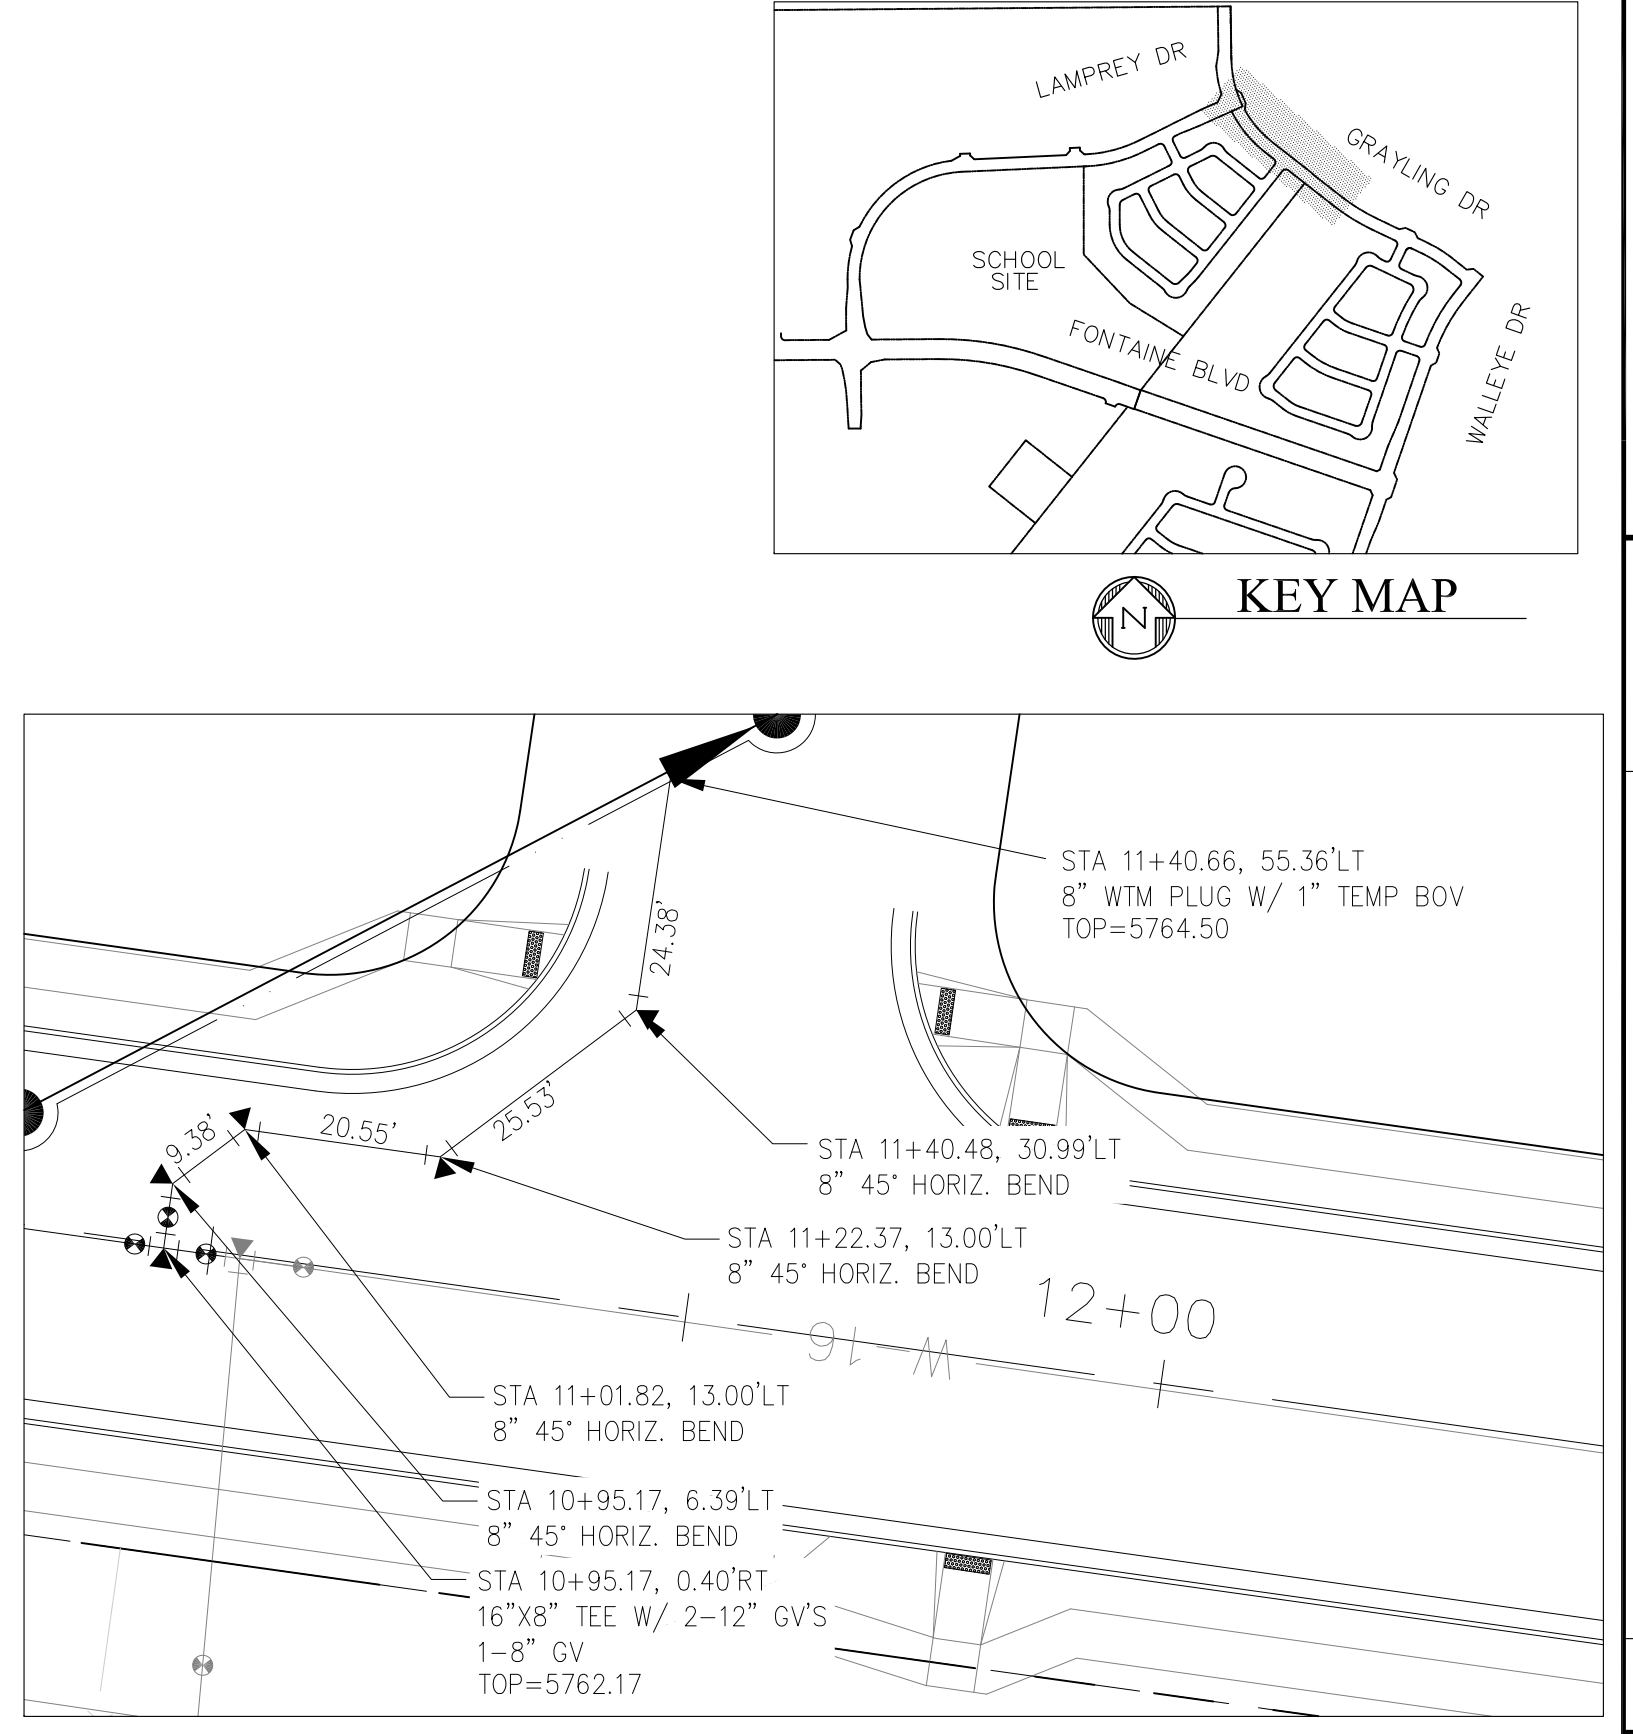 LAMPREY DR
GRAYLING DR
SCHOOL
SITE
FONTAINE BLVD
WALLEYE DR
N
KEY MAP
STA 11+40.66, 55.36'LT
8" WTM PLUG W/ 1" TEMP BOV
TOP=5764.50
24.38'
25.53'
20.55'
9.38'
STA 11+40.48, 30.99'LT
8" 45° HORIZ. BEND
STA 11+22.37, 13.00'LT
8" 45° HORIZ. BEND
12+00
W-16
STA 11+01.82, 13.00'LT
8" 45° HORIZ. BEND
STA 10+95.17, 6.39'LT
8" 45° HORIZ. BEND
STA 10+95.17, 0.40'RT
16"X8" TEE W/ 2-12" GV'S
1-8" GV
TOP=5762.17